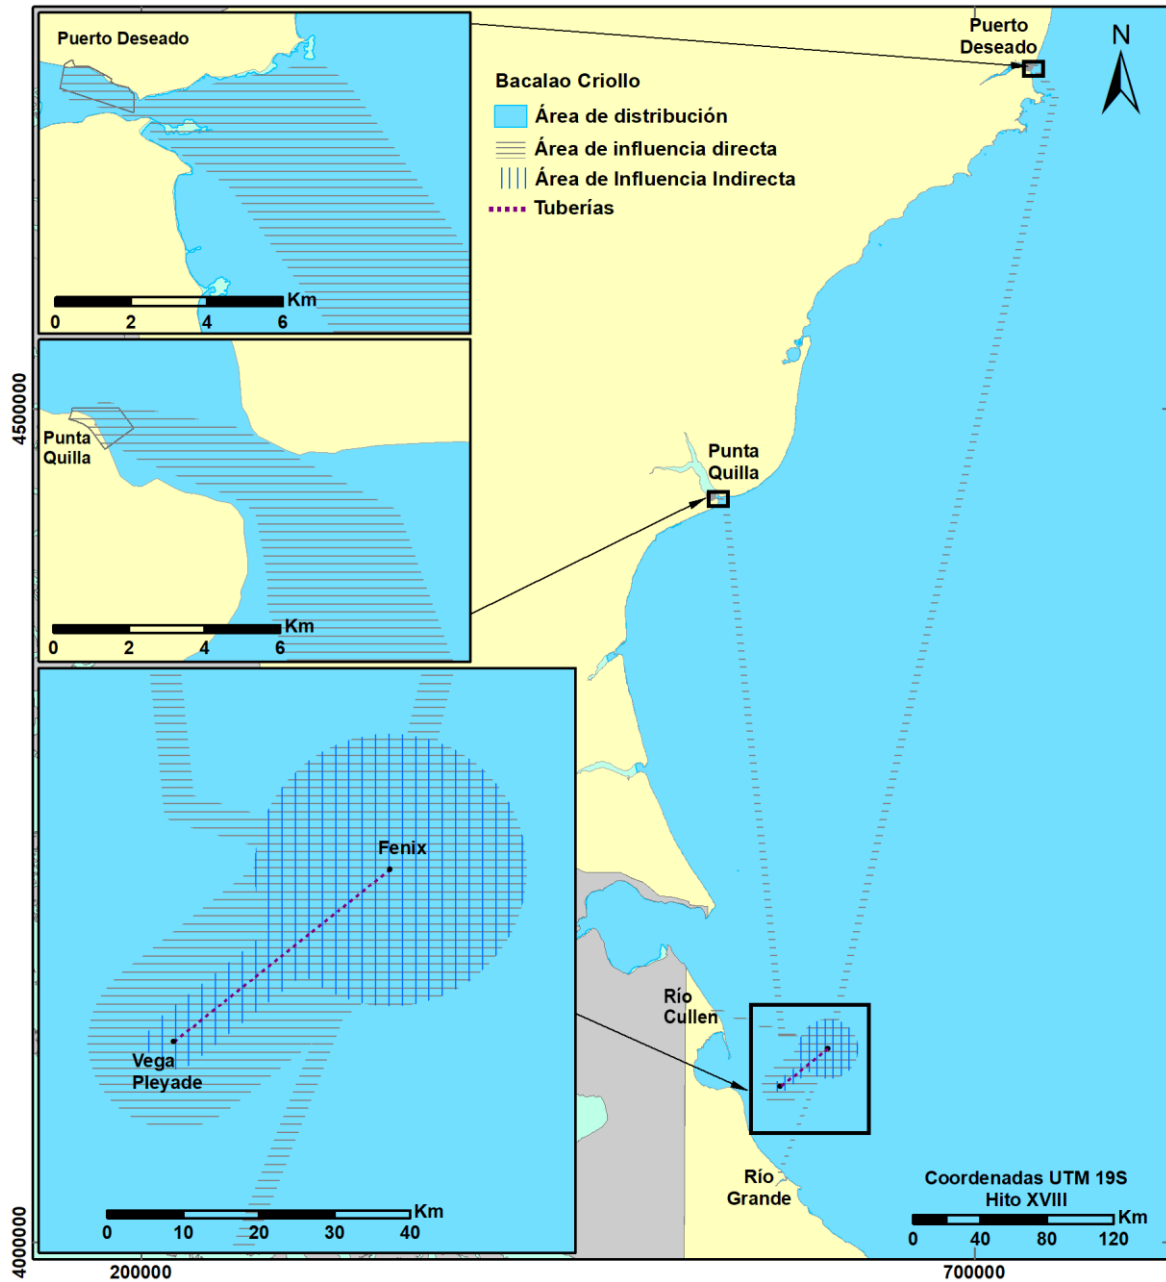 Puerto Deseado
Km
0 2 4 6
Punta
Quilla
Km
0 2 4 6
Fenix
Vega
Pleyade
Km
0 10 20 30 40
Bacalao Criollo
Área de distribución
Área de influencia directa
Área de Influencia Indirecta
Tuberías
Puerto
Deseado
N
Punta
Quilla
Río
Cullen
Río
Grande
Coordenadas UTM 19S
Hito XVIII
Km
0 40 80 120
4500000
4000000
200000
700000